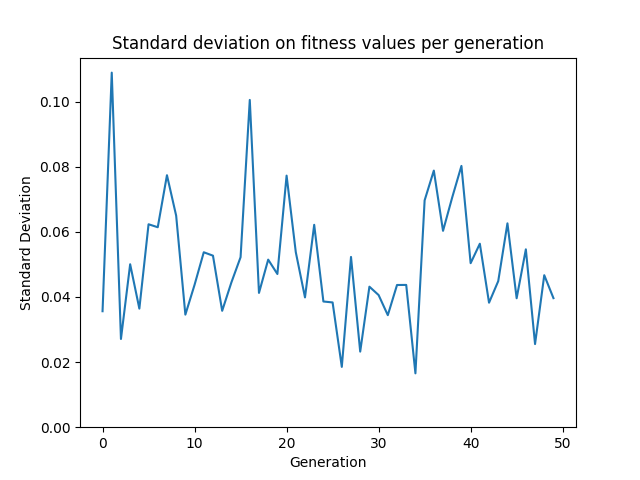 Standard deviation on fitness values per generation
Standard Deviation
0.10
0.08
0.06
0.04
0.02
0.00
0 10 20 30 40 50
Generation